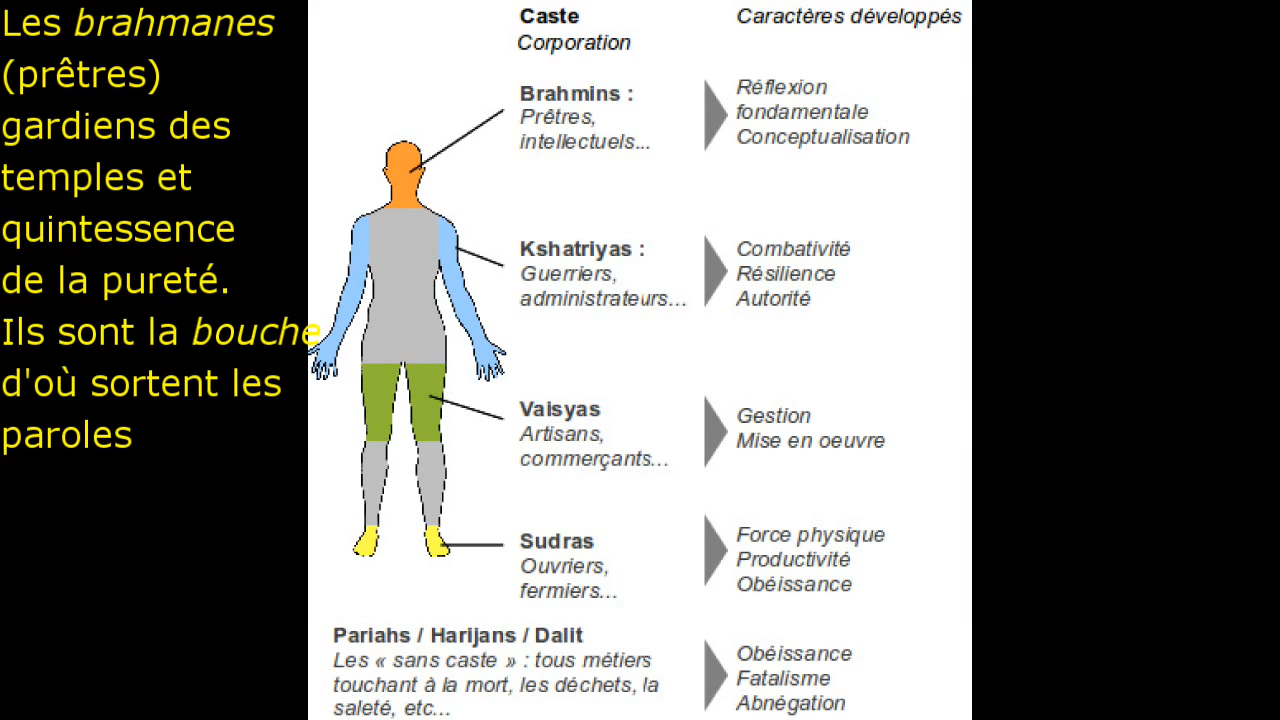 Les brahmanes
(prêtres)
gardiens des
temples et
quintessence
de la pureté.
Ils sont la bouche
d'où sortent les
paroles
Caste
Corporation
Caractères développés
Brahmins :
Prêtres,
intellectuels...
Réflexion
fondamentale
Conceptualisation
Kshatriyas :
Guerriers,
administrateurs...
Combativité
Résilience
Autorité
Vaisyas
Artisans,
commerçants...
Gestion
Mise en oeuvre
Sudras
Ouvriers,
fermiers...
Force physique
Productivité
Obéissance
Pariahs / Harijans / Dalit
Les « sans caste » : tous métiers
touchant à la mort, les déchets, la
saleté, etc...
Obéissance
Fatalisme
Abnégation